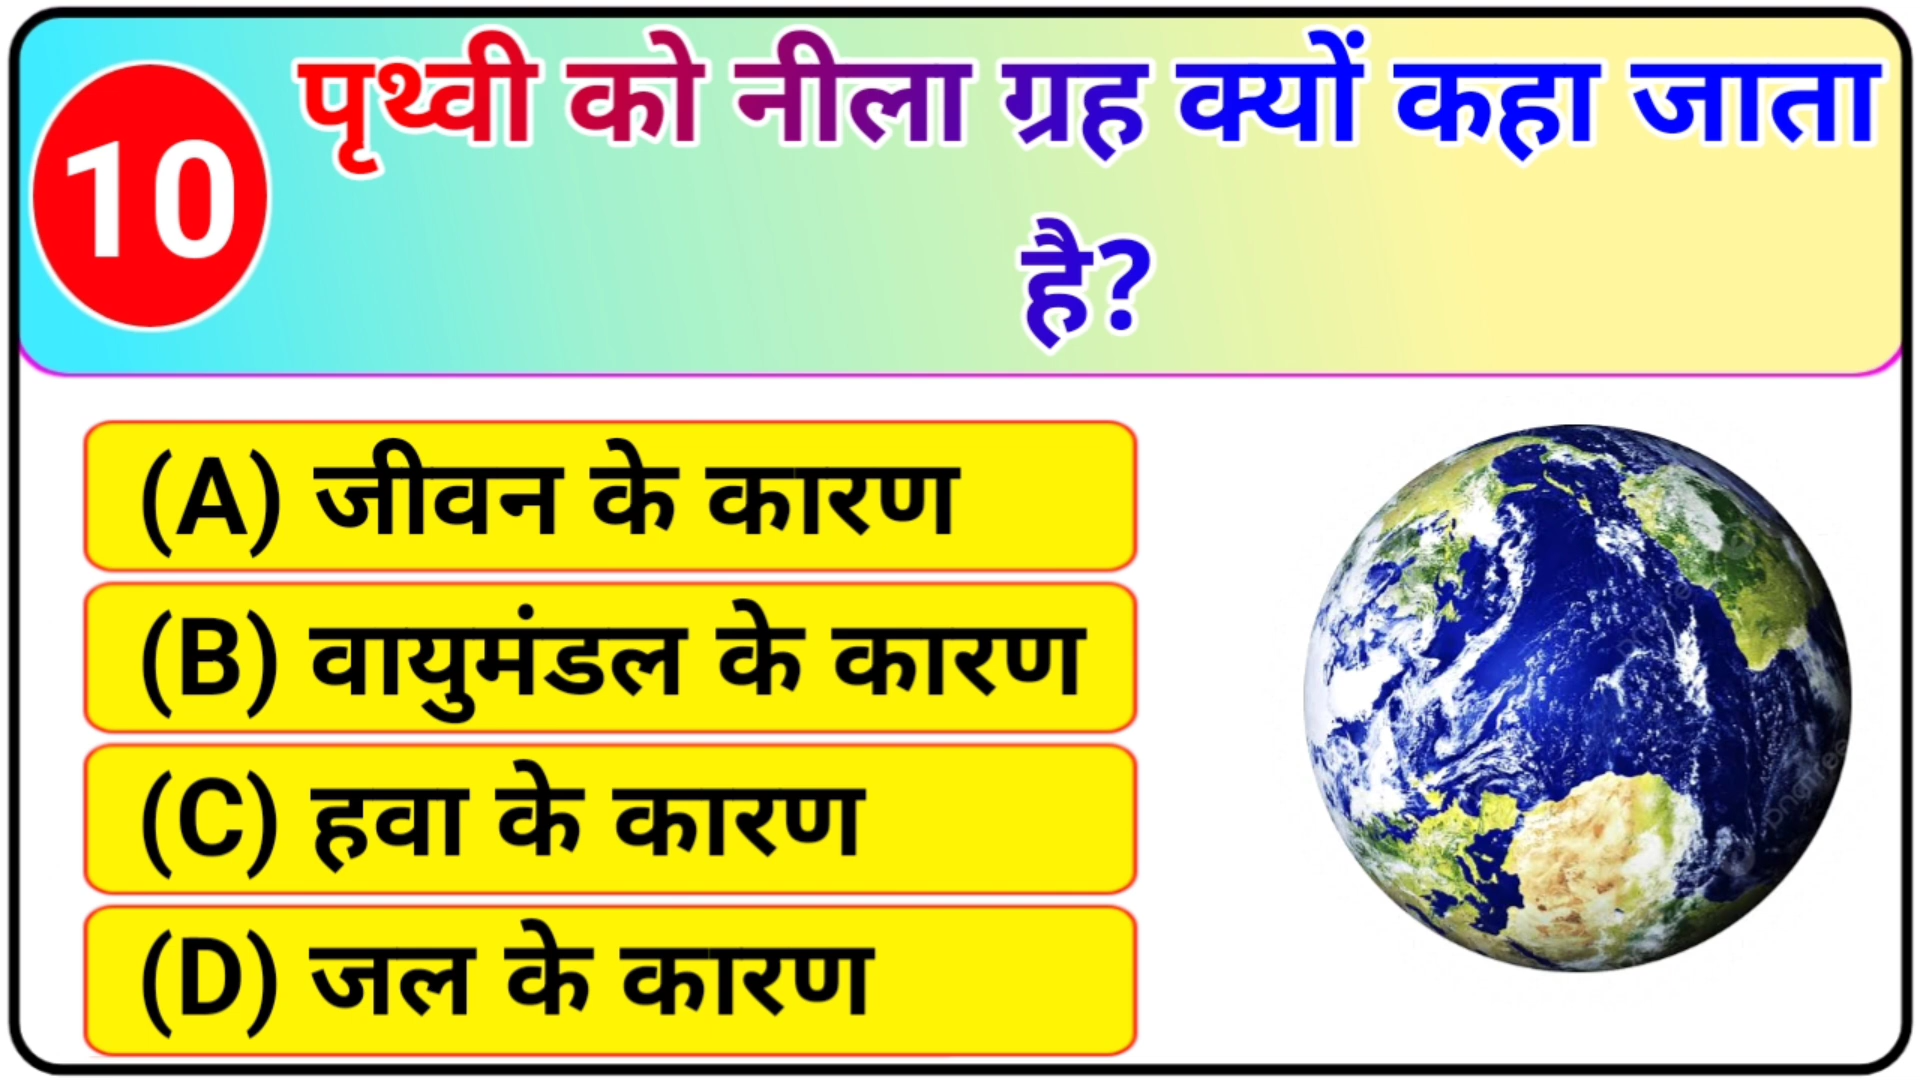 10
पृथ्वी को नीला ग्रह क्यों कहा जाता
है?
(A) जीवन के कारण
(B) वायुमंडल के कारण
(C) हवा के कारण
(D) जल के कारण